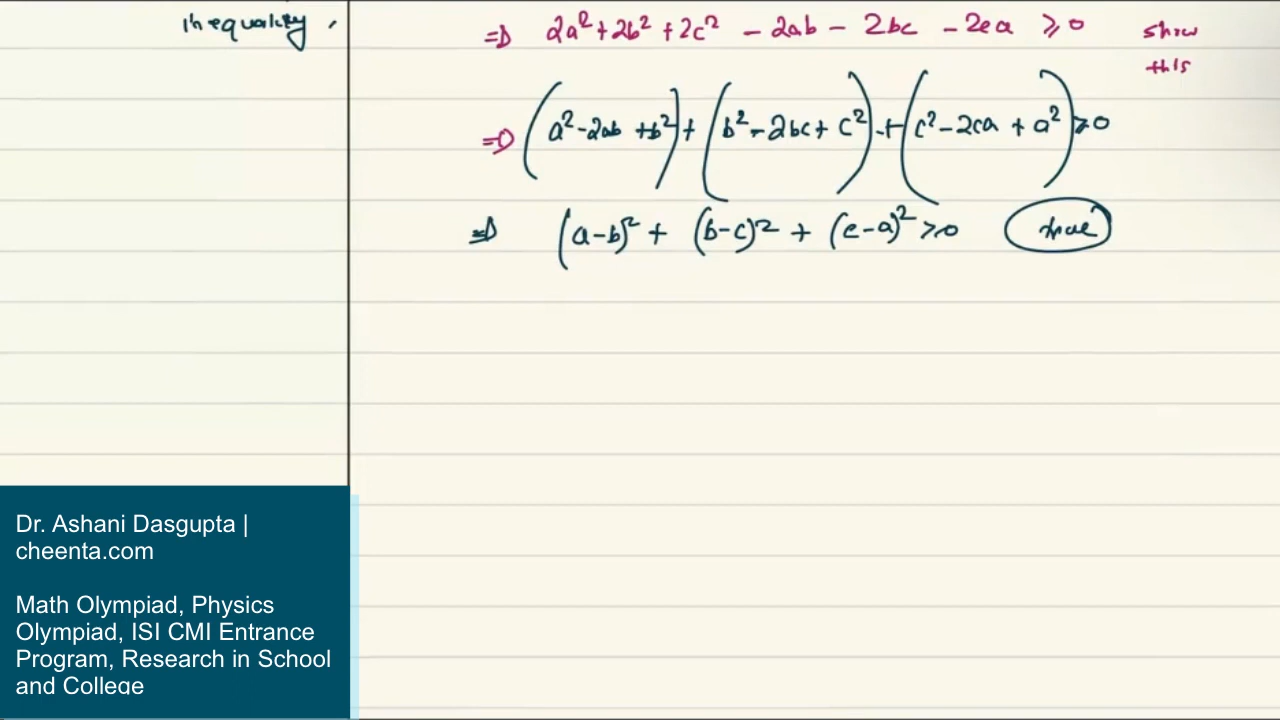 inequality.
⇒ 2a² + 2b² + 2c² - 2ab - 2bc - 2ca ≥ 0 show
this
⇒ (a² - 2ab + b²) + (b² - 2bc + c²) + (c² - 2ca + a²) ≥ 0
⇒ (a-b)² + (b-c)² + (c-a)² ≥ 0 true
Dr. Ashani Dasgupta |
cheenta.com
Math Olympiad, Physics
Olympiad, ISI CMI Entrance
Program, Research in School
and College